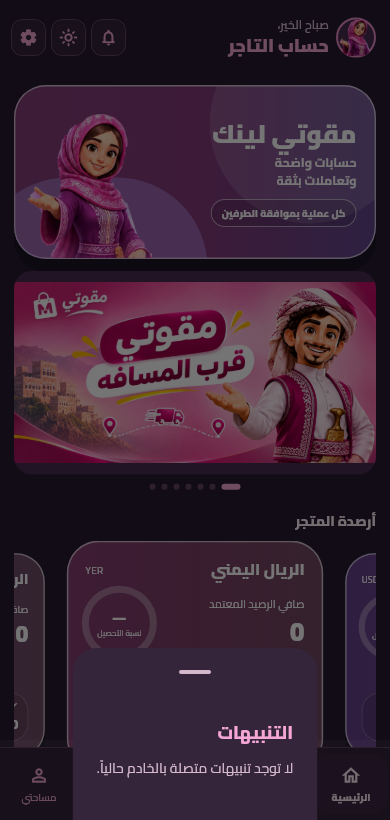 صباح الخير،
حساب التاجر
مقوتي لينك
حسابات واضحة
وتعاملات بثقة
كل عملية بموافقة الطرفين
مقوتي
مقوتي
قرب المسافه
أرصدة المتجر
الريال اليمني
YER
صافي الرصيد المعتمد
0
—
نسبة التحصيل
USD
0
التنبيهات
لا توجد تنبيهات متصلة بالخادم حالياً.
الرئيسية
مساحتي